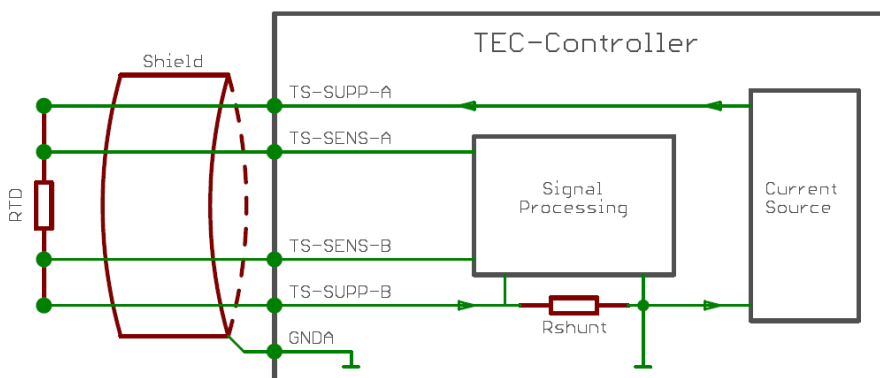 TEC-Controller
Shield
TS-SUPP-A
TS-SENS-A
Signal
Processing
Current
Source
RTD
TS-SENS-B
TS-SUPP-B
Rshunt
GNDA